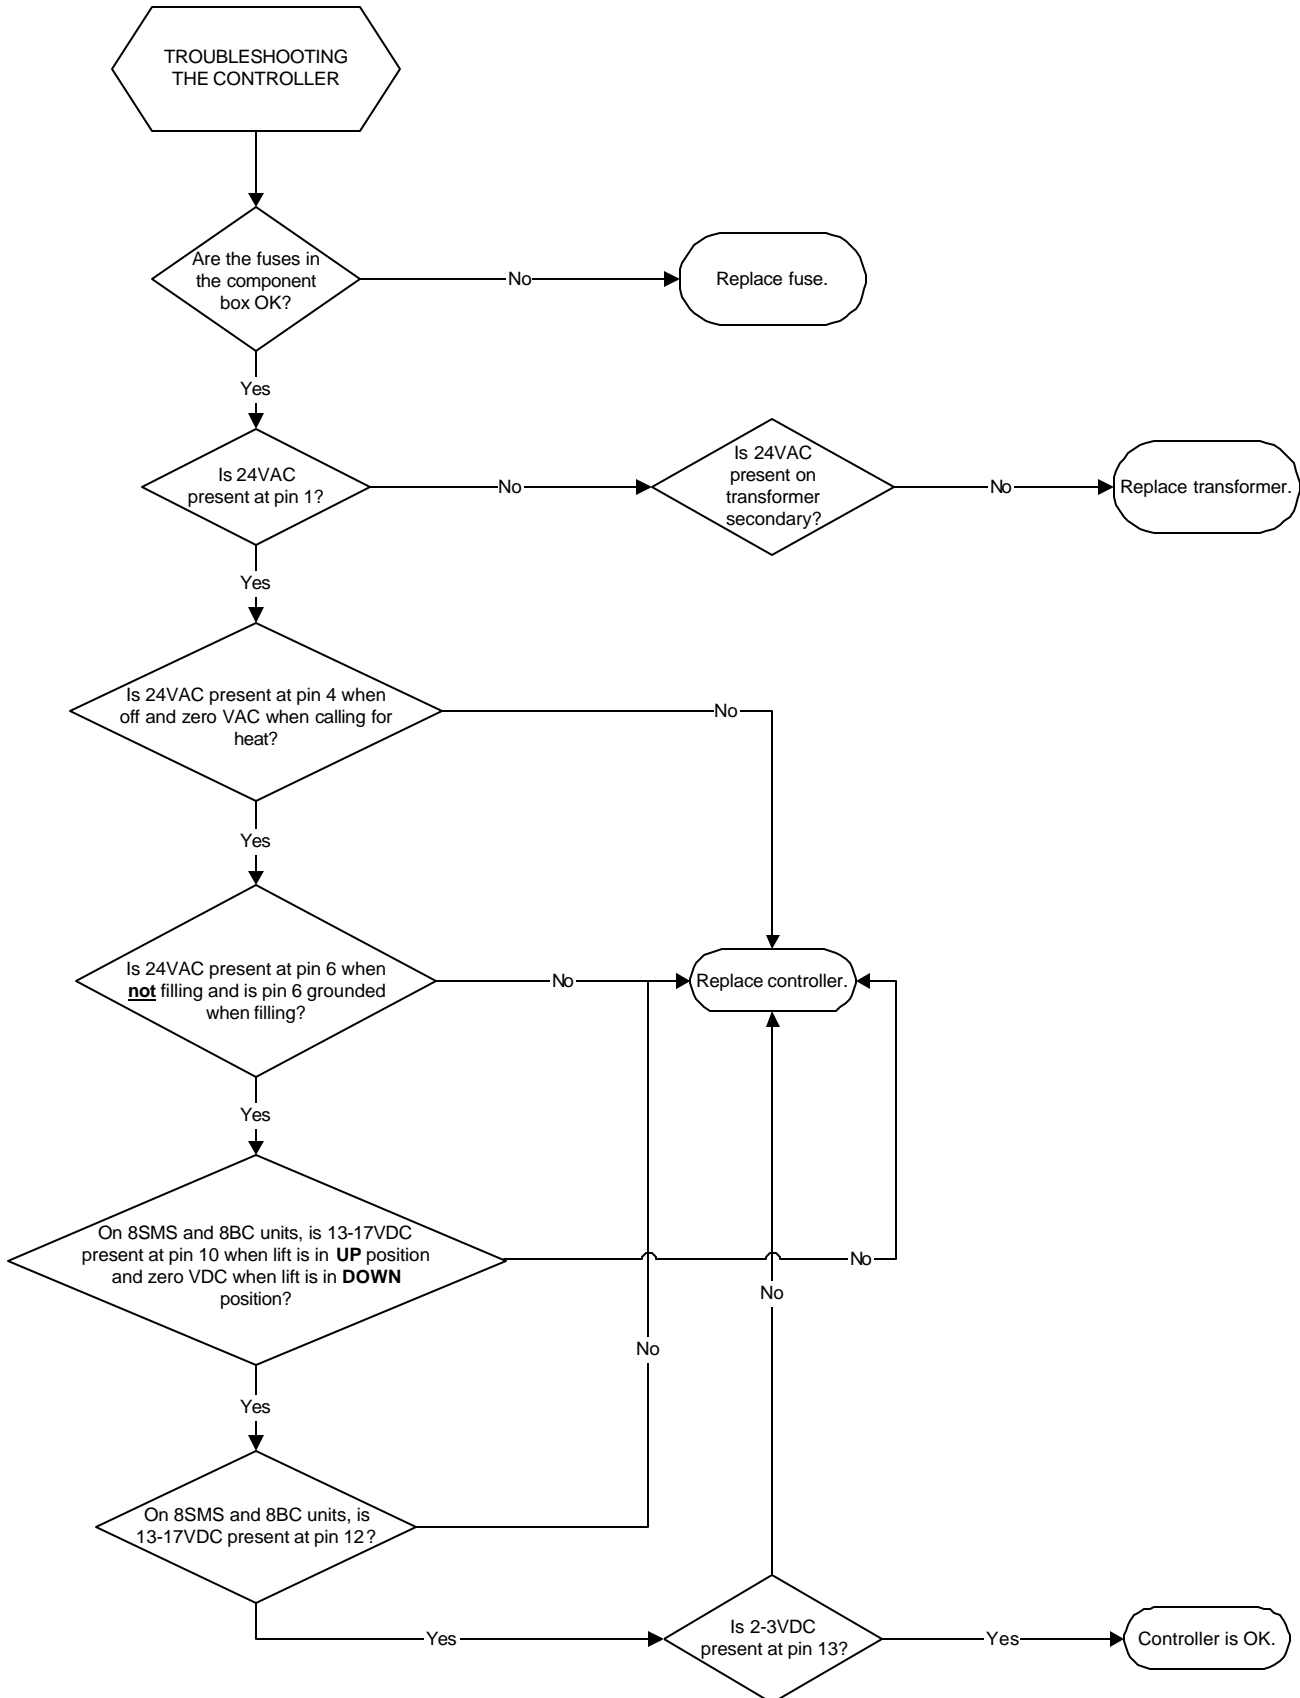 TROUBLESHOOTING
THE CONTROLLER
Are the fuses in
the component
box OK?
No
Replace fuse.
Yes
Is 24VAC
present at pin 1?
No
Is 24VAC
present on
transformer
secondary?
No
Replace transformer.
Yes
Is 24VAC present at pin 4 when
off and zero VAC when calling for
heat?
No
Yes
Is 24VAC present at pin 6 when
not filling and is pin 6 grounded
when filling?
No
Replace controller.
Yes
On 8SMS and 8BC units, is 13-17VDC
present at pin 10 when lift is in UP position
and zero VDC when lift is in DOWN
position?
No
No
No
Yes
On 8SMS and 8BC units, is
13-17VDC present at pin 12?
Yes
Is 2-3VDC
present at pin 13?
Yes
Controller is OK.